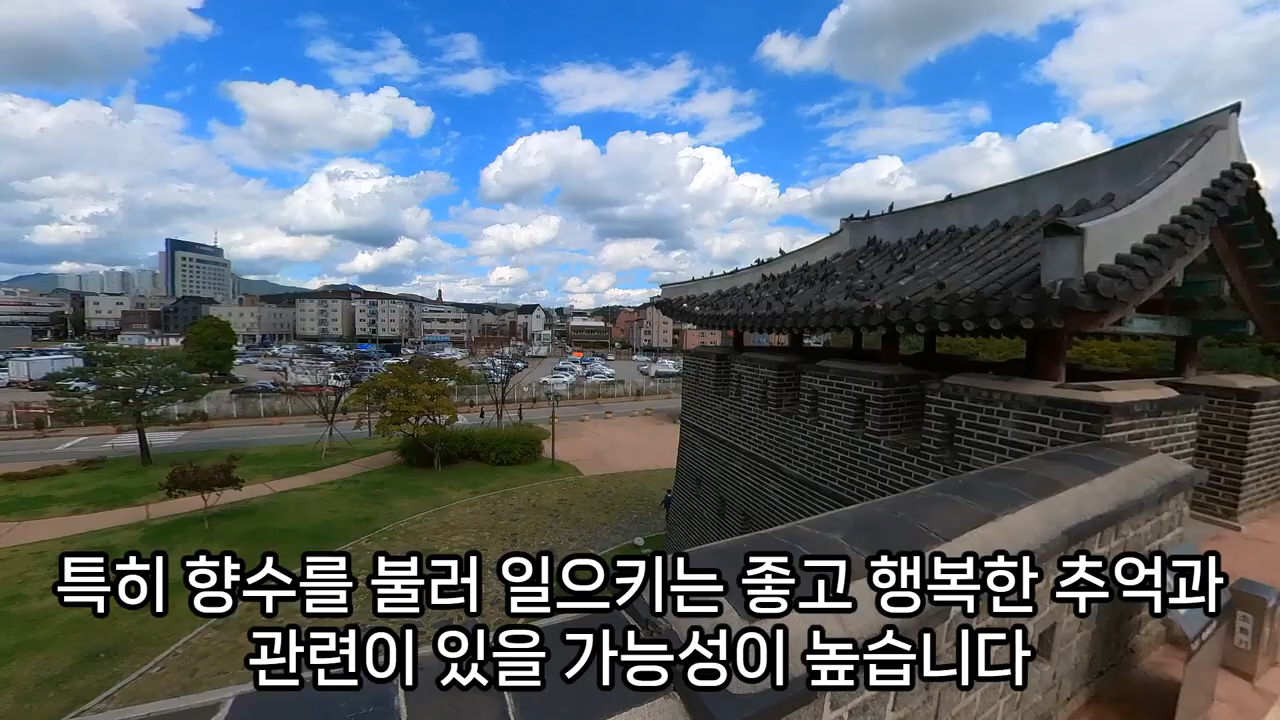 특히 향수를 불러 일으키는 좋고 행복한 추억과
관련이 있을 가능성이 높습니다